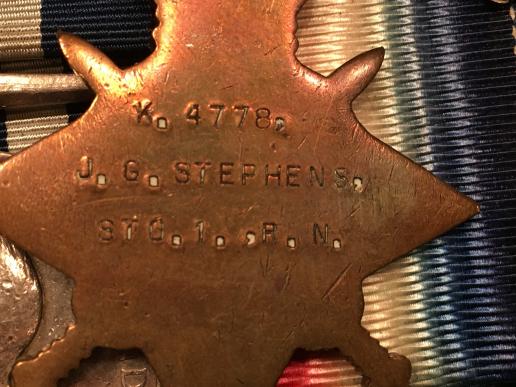 K. 4778,
J. G. STEPHENS,
STO. 1., R. N.